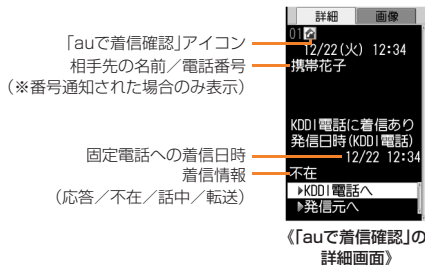 詳細 画像
01
12/22(火) 12:34
携帯花子
KDDI電話に着信あり
発信日時(KDDI電話)
12/22 12:34
不在
▶KDDI電話へ
▶発信元へ
「auで着信確認」アイコン
相手先の名前／電話番号
（※番号通知された場合のみ表示）
固定電話への着信日時
着信情報
（応答／不在／話中／転送）
《「auで着信確認」の
詳細画面》